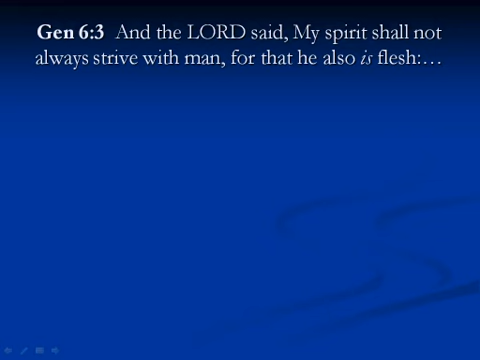 Gen 6:3 And the LORD said, My spirit shall not
always strive with man, for that he also is flesh:…